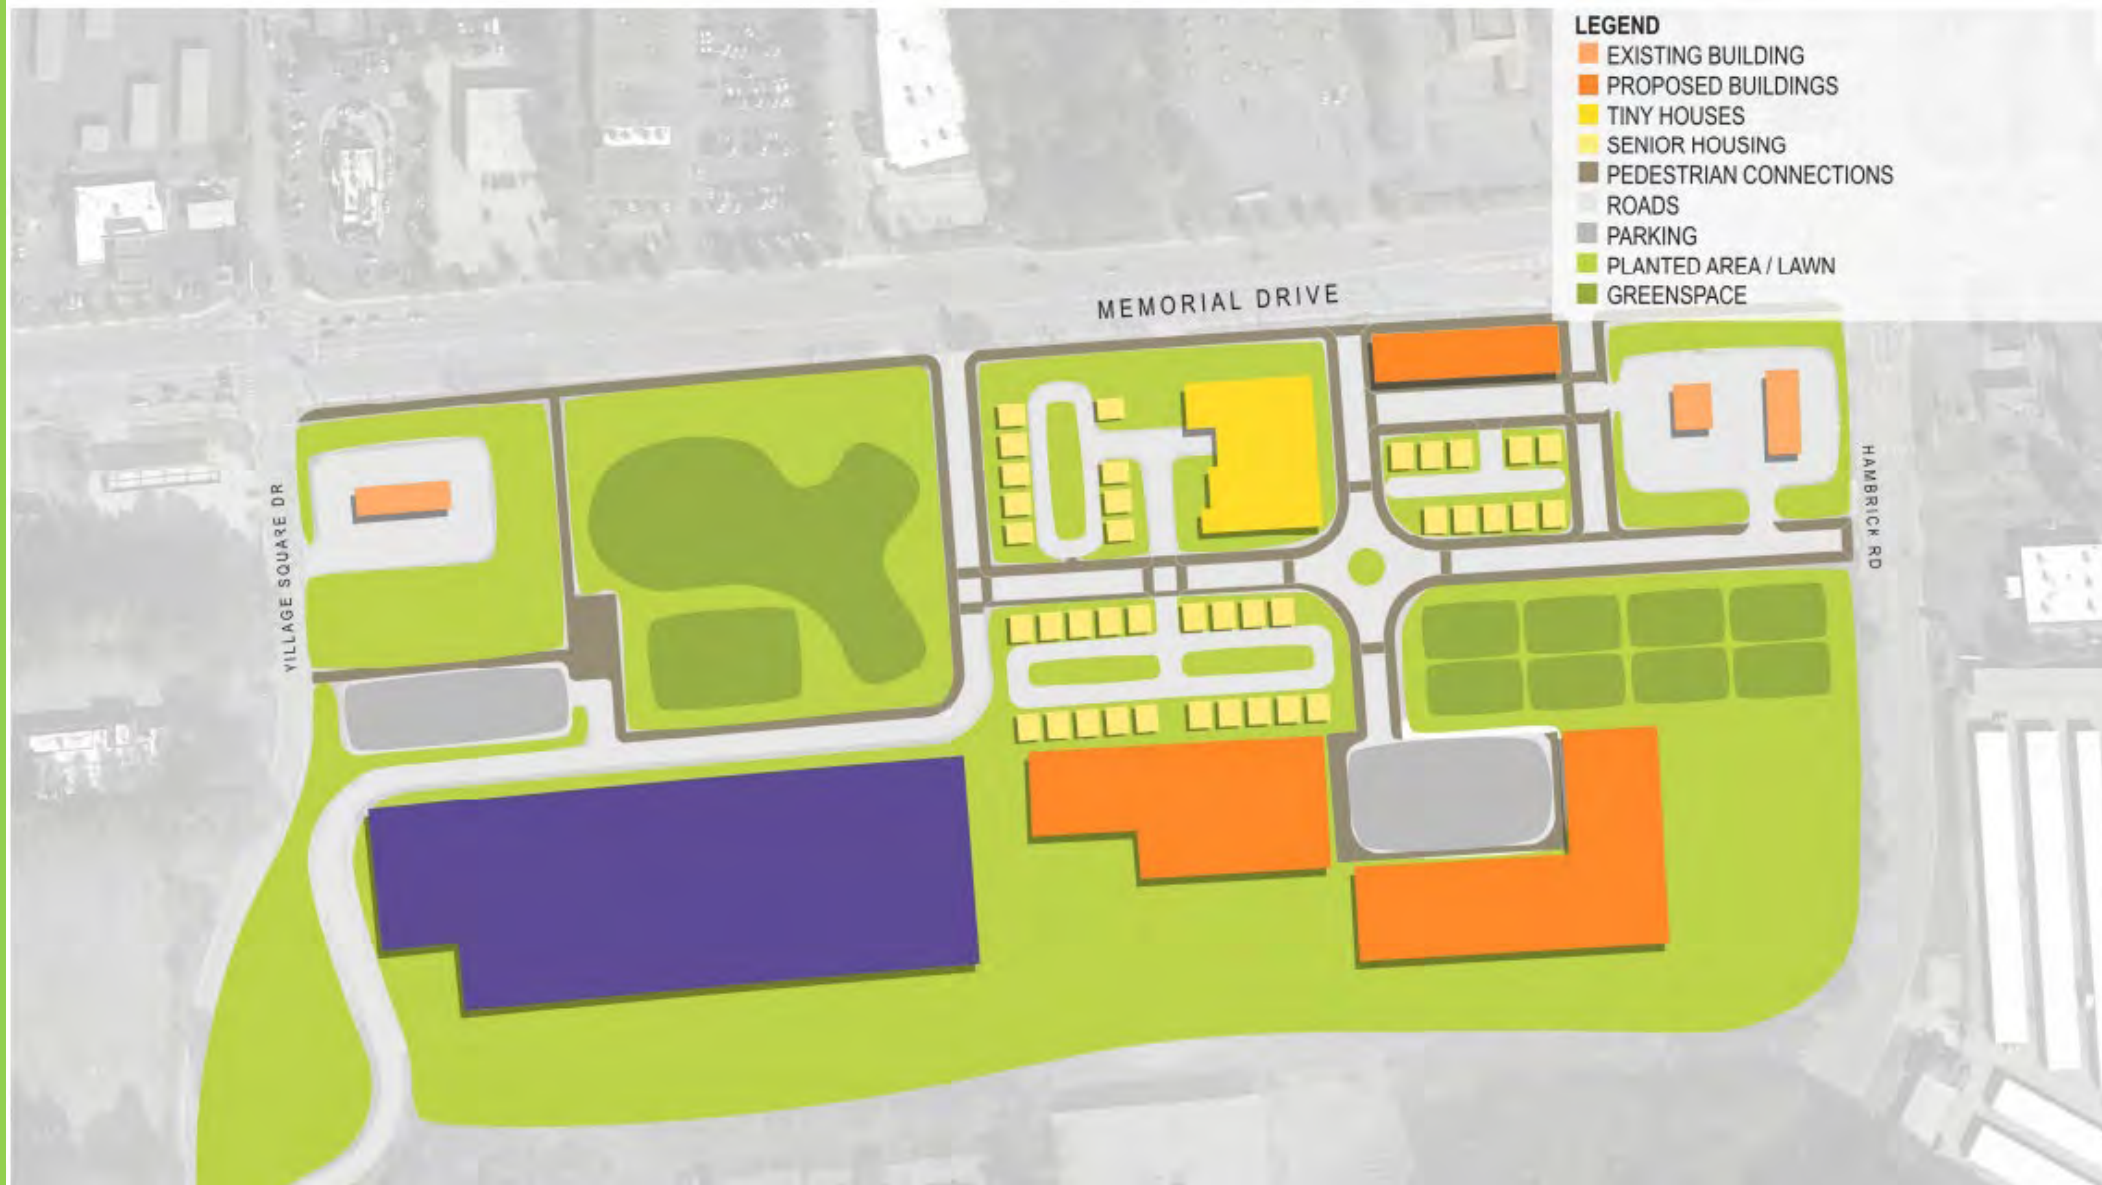 LEGEND
EXISTING BUILDING
PROPOSED BUILDINGS
TINY HOUSES
SENIOR HOUSING
PEDESTRIAN CONNECTIONS
ROADS
PARKING
PLANTED AREA / LAWN
GREENSPACE
MEMORIAL DRIVE
VILLAGE SQUARE DR
HAMBRICK RD